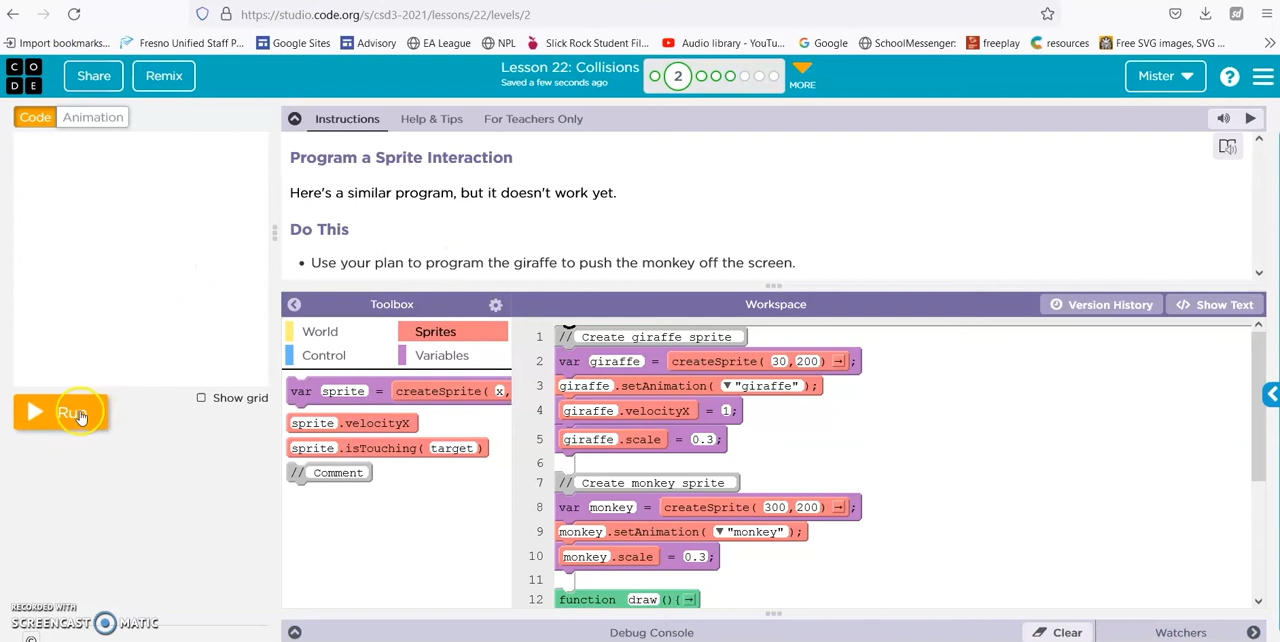 https://studio.code.org/s/csd3-2021/lessons/22/levels/2
Import bookmarks... Fresno Unified Staff P... Google Sites Advisory EA League NPL Slick Rock Student Fil... Audio library - YouTu... Google SchoolMessenger: freeplay resources Free SVG images, SVG ...
C O D E Share Remix Lesson 22: Collisions 2 MORE Mister ?
Saved a few seconds ago
Code Animation Instructions Help & Tips For Teachers Only
Program a Sprite Interaction
Here's a similar program, but it doesn't work yet.
Do This
• Use your plan to program the giraffe to push the monkey off the screen.
Toolbox Workspace Version History </> Show Text
World Sprites
Control Variables
1 // Create giraffe sprite
2 var giraffe = createSprite( 30,200) → ;
3 giraffe.setAnimation( ▼ "giraffe" );
4 giraffe.velocityX = 1;
5 giraffe.scale = 0.3;
6
7 // Create monkey sprite
8 var monkey = createSprite( 300,200) → ;
9 monkey.setAnimation( ▼ "monkey" );
10 monkey.scale = 0.3;
11
12 function draw (){ →
var sprite = createSprite( x,
sprite.velocityX
sprite.isTouching( target )
// Comment
Run Show grid
RECORDED WITH
SCREENCAST MATIC
Debug Console Clear Watchers